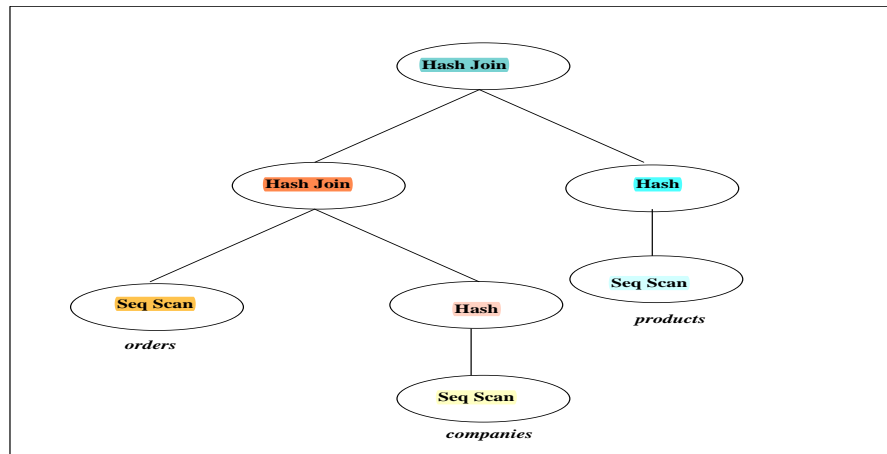 Hash Join
Hash Join
Hash
Seq Scan
Seq Scan
Hash
products
orders
Seq Scan
companies